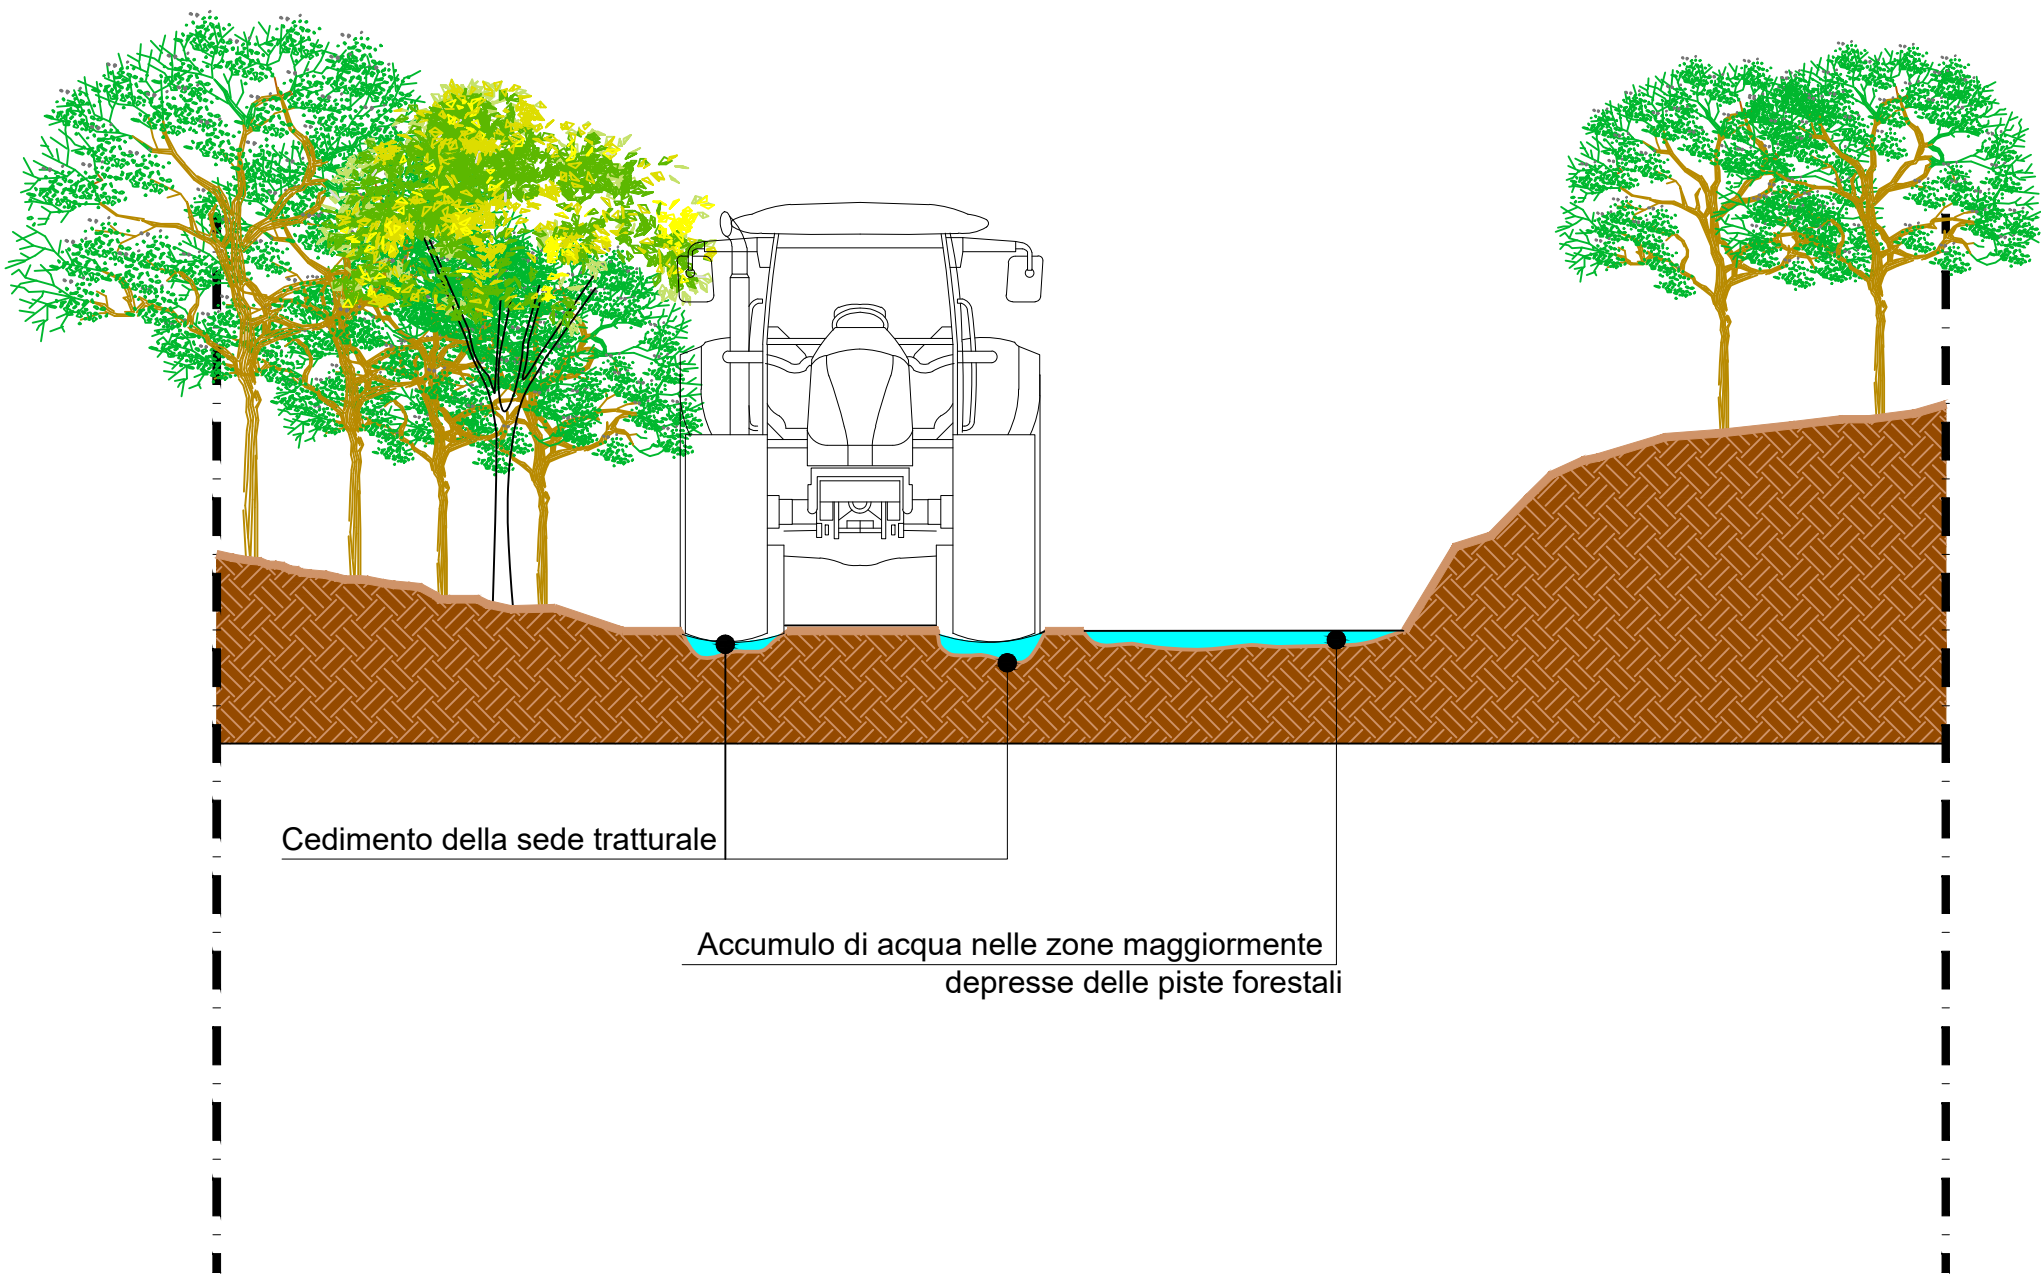 Cedimento della sede tratturale
Accumulo di acqua nelle zone maggiormente
depresse delle piste forestali